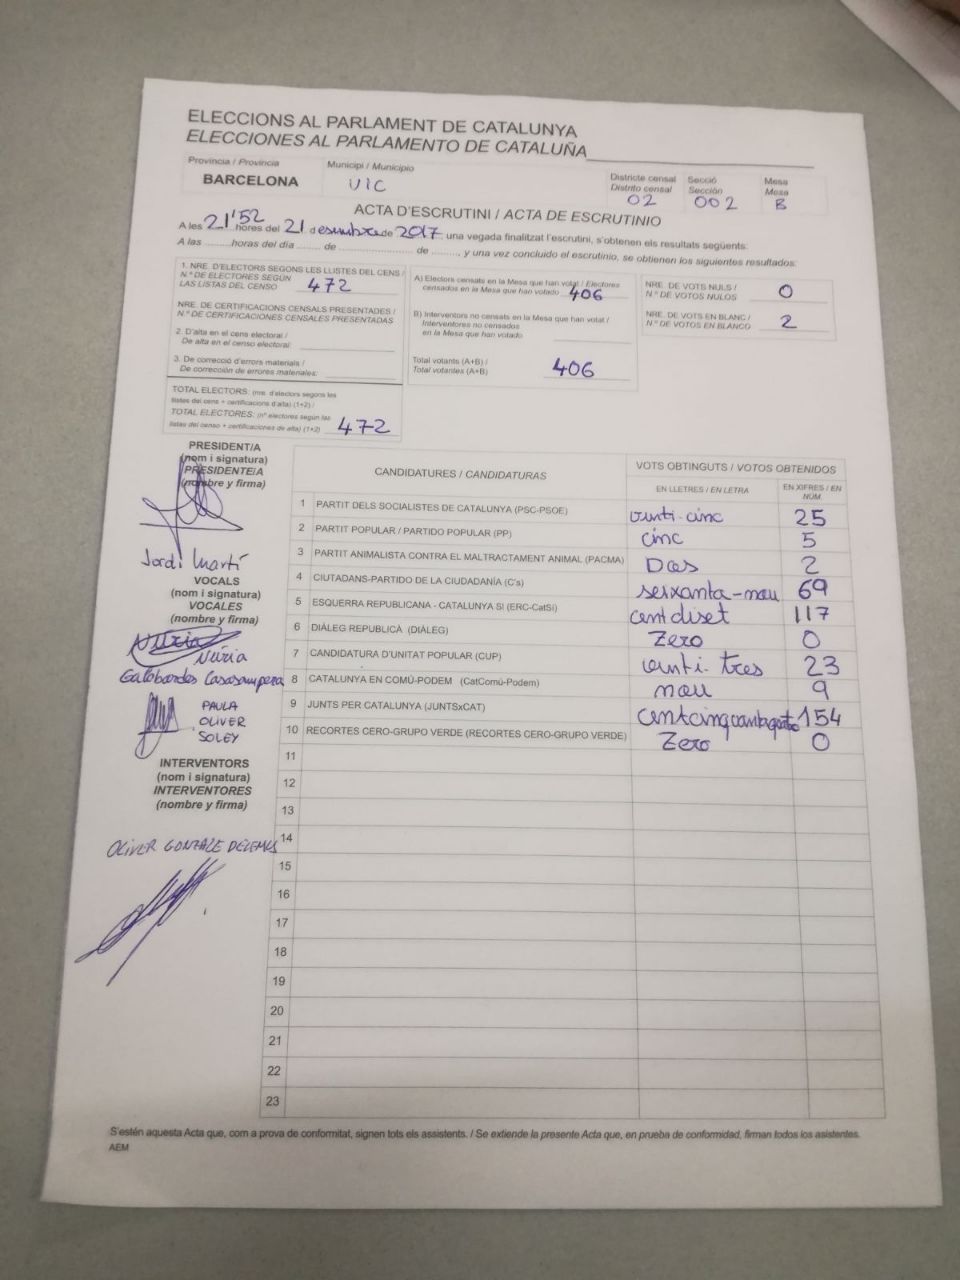 ELECCIONS AL PARLAMENT DE CATALUNYA
ELECCIONES AL PARLAMENTO DE CATALUÑA
Provincia / Provincia
BARCELONA
Municipi / Municipio
VIC
Districte censal
Distrito censal
02
Secció
Sección
002
Mesa
Mesa
B
ACTA D'ESCRUTINI / ACTA DE ESCRUTINIO
A les 21'52 hores del 21 desembre de 2017, una vegada finalitzat l'escrutini, s'obtenen els resultats següents:
A las ........horas del día ..... de ..................... de ........, y una vez concluido el escrutinio, se obtienen los siguientes resultados:
1. NRE. D'ELECTORS SEGONS LES LLISTES DEL CENS /
N.º DE ELECTORES SEGÚN
LAS LISTAS DEL CENSO 472
NRE. DE CERTIFICACIONS CENSALS PRESENTADES /
N.º DE CERTIFICACIONES CENSALES PRESENTADAS
2. D'alta en el cens electoral /
De alta en el censo electoral:
3. De correcció d'errors materials /
De corrección de errores materiales:
TOTAL ELECTORS: (nre. d'electors segons les
llistes del cens + certificacions d'alta) (1+2) /
TOTAL ELECTORES: (nº electores según las
listas del censo + certificaciones de alta) (1+2) 472
A) Electors censats en la Mesa que han votat / Electores
censados en la Mesa que han votado 406
B) Interventors no censats en la Mesa que han votat /
Interventores no censados
en la Mesa que han votado
Total votants (A+B) /
Total votantes (A+B) 406
NRE. DE VOTS NULS /
N.º DE VOTOS NULOS 0
NRE. DE VOTS EN BLANC /
N.º DE VOTOS EN BLANCO 2
PRESIDENT/A
(nom i signatura)
PRESIDENTE/A
(nombre y firma)
Jordi Martí
VOCALS
(nom i signatura)
VOCALES
(nombre y firma)
Núria
Núria
Galobardes Casasampera
PAULA
OLIVER
SOLEY
INTERVENTORS
(nom i signatura)
INTERVENTORES
(nombre y firma)
OLIVER GONZALE
CANDIDATURES / CANDIDATURAS
VOTS OBTINGUTS / VOTOS OBTENIDOS
EN LLETRES / EN LETRA
EN XIFRES / EN NÚM.
1 PARTIT DELS SOCIALISTES DE CATALUNYA (PSC-PSOE) vinti-cinc 25
2 PARTIT POPULAR / PARTIDO POPULAR (PP) cinc 5
3 PARTIT ANIMALISTA CONTRA EL MALTRACTAMENT ANIMAL (PACMA) Dos 2
4 CIUTADANS-PARTIDO DE LA CIUDADANÍA (C's) seixanta-nou 69
5 ESQUERRA REPUBLICANA - CATALUNYA SÍ (ERC-CatSí) cent diset 117
6 DIÀLEG REPUBLICÀ (DIÀLEG) Zero 0
7 CANDIDATURA D'UNITAT POPULAR (CUP) vinti-tres 23
8 CATALUNYA EN COMÚ-PODEM (CatComú-Podem) nou 9
9 JUNTS PER CATALUNYA (JUNTSxCAT) centcinquantaquatre 154
10 RECORTES CERO-GRUPO VERDE (RECORTES CERO-GRUPO VERDE) Zero 0
11
12
13
14
15
16
17
18
19
20
21
22
23
S'estén aquesta Acta que, com a prova de conformitat, signen tots els assistents. / Se extiende la presente Acta que, en prueba de conformidad, firman todos los asistentes.
AEM